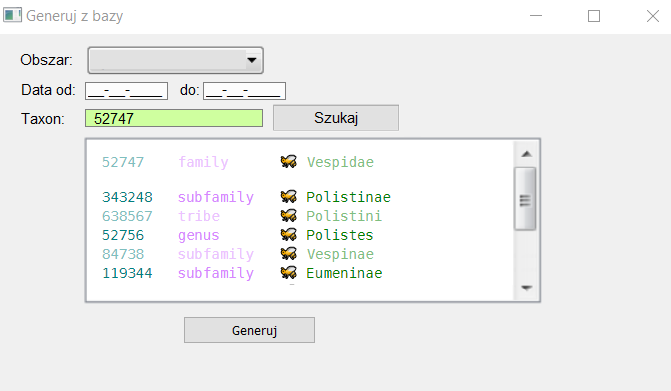 Generuj z bazy
Obszar:
Data od: __-__-____ do: __-__-____
Taxon: 52747 Szukaj
52747 family Vespidae
343248 subfamily Polistinae
638567 tribe Polistini
52756 genus Polistes
84738 subfamily Vespinae
119344 subfamily Eumeninae
Generuj